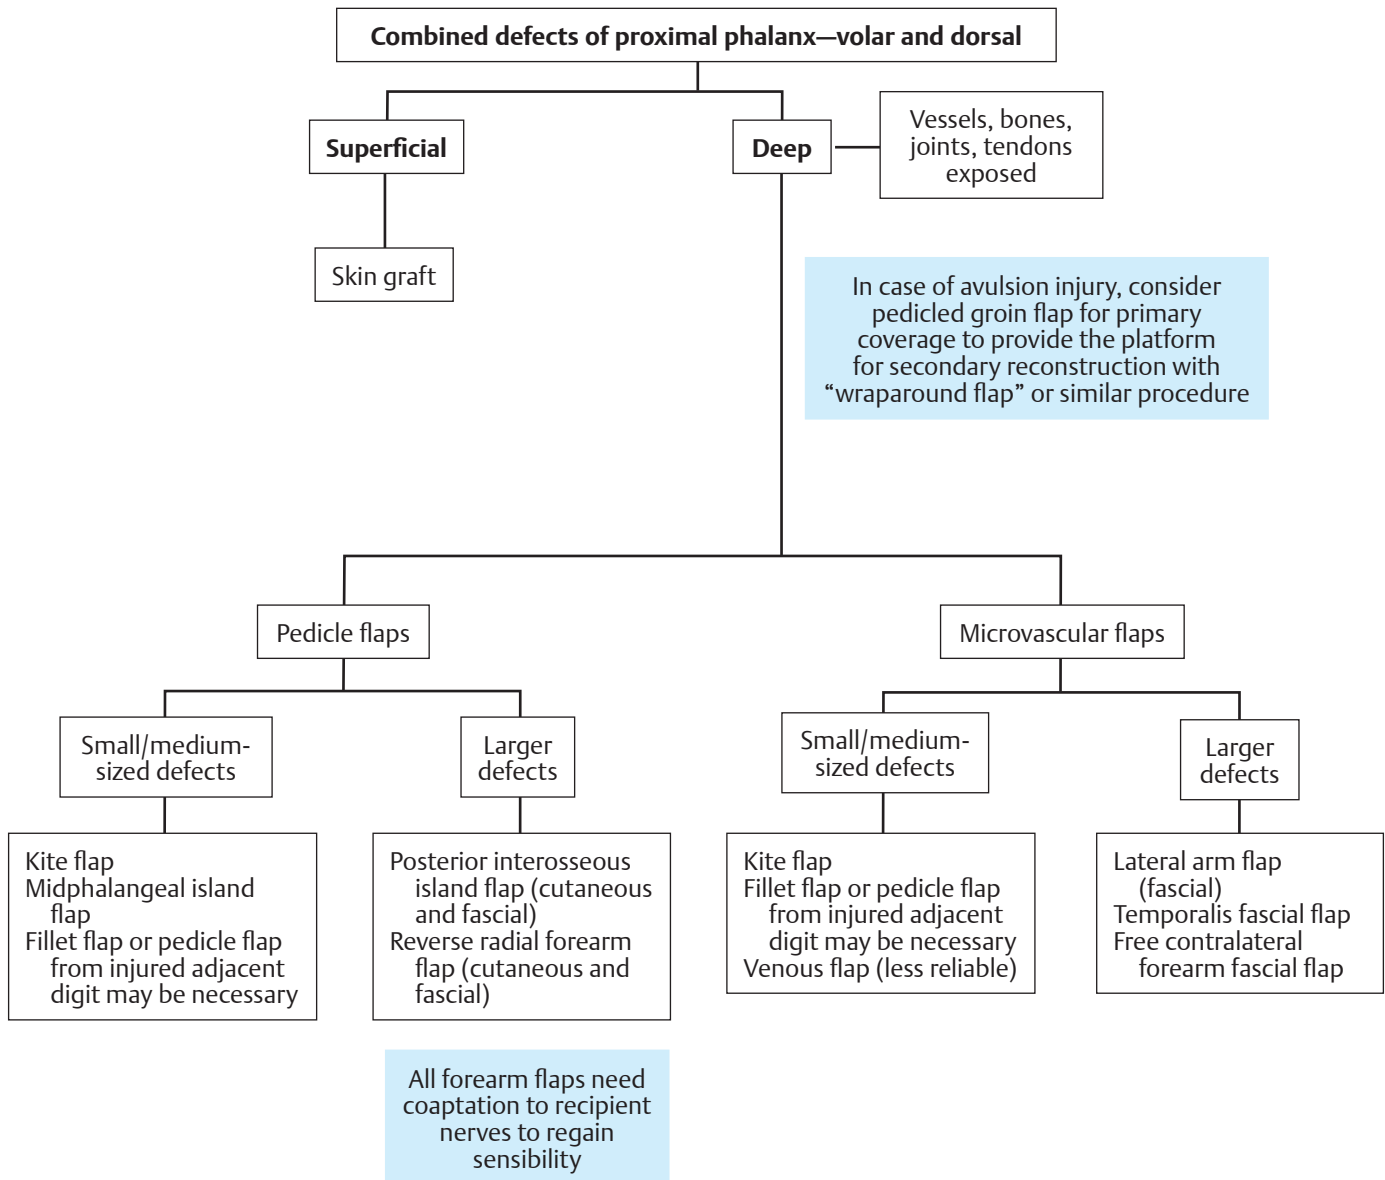 Combined defects of proximal phalanx—volar and dorsal
Superficial
Deep
Vessels, bones,
joints, tendons
exposed
Skin graft
In case of avulsion injury, consider
pedicled groin flap for primary
coverage to provide the platform
for secondary reconstruction with
“wraparound flap” or similar procedure
Pedicle flaps
Microvascular flaps
Small/medium-
sized defects
Larger
defects
Small/medium-
sized defects
Larger
defects
Kite flap
Midphalangeal island
flap
Fillet flap or pedicle flap
from injured adjacent
digit may be necessary
Posterior interosseous
island flap (cutaneous
and fascial)
Reverse radial forearm
flap (cutaneous and
fascial)
Kite flap
Fillet flap or pedicle flap
from injured adjacent
digit may be necessary
Venous flap (less reliable)
Lateral arm flap
(fascial)
Temporalis fascial flap
Free contralateral
forearm fascial flap
All forearm flaps need
coaptation to recipient
nerves to regain
sensibility